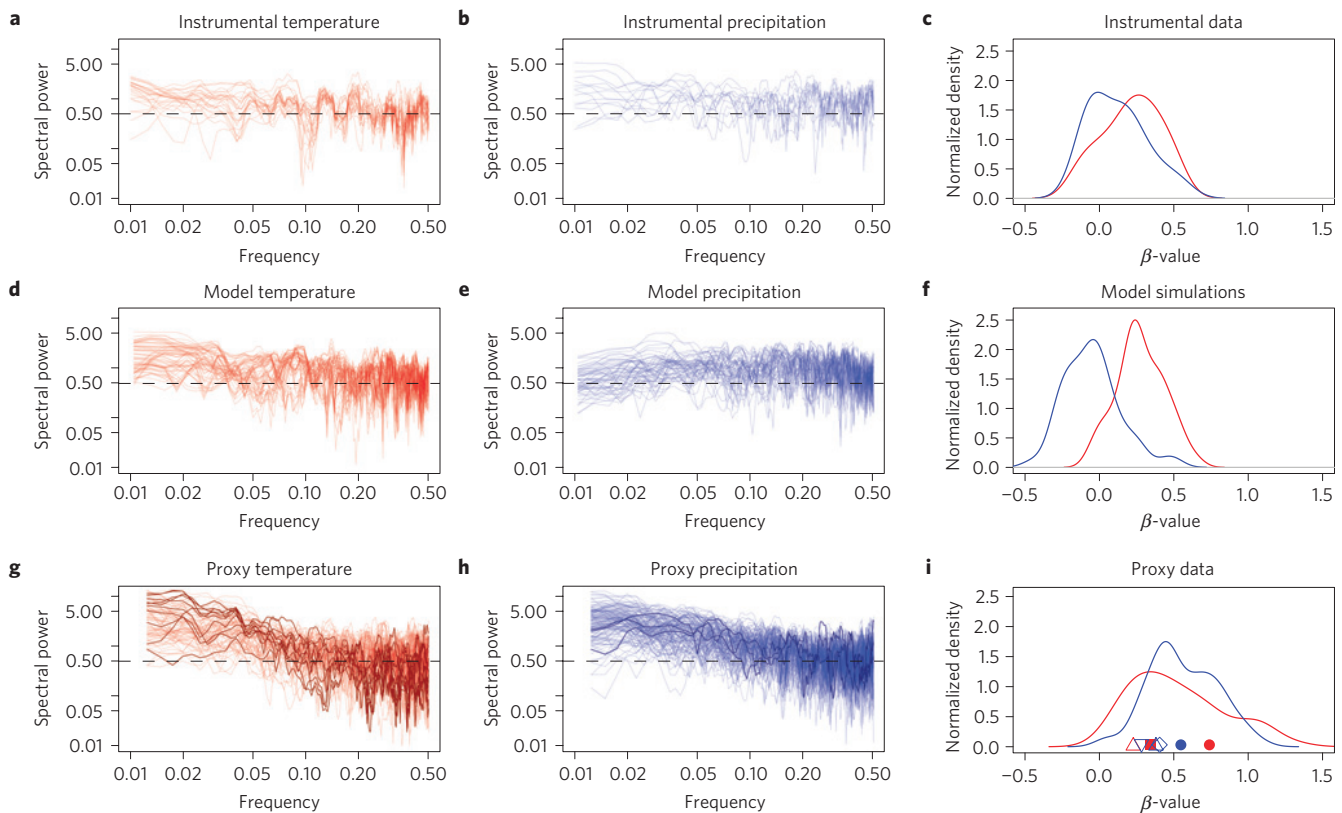 a Instrumental temperature
Spectral power
5.00
0.50
0.05
0.01
0.01 0.02 0.05 0.10 0.20 0.50
Frequency
b Instrumental precipitation
Spectral power
5.00
0.50
0.05
0.01
0.01 0.02 0.05 0.10 0.20 0.50
Frequency
c Instrumental data
Normalized density
2.5
2.0
1.5
1.0
0.5
0.0
−0.5 0.0 0.5 1.0 1.5
β-value
d Model temperature
Spectral power
5.00
0.50
0.05
0.01
0.01 0.02 0.05 0.10 0.20 0.50
Frequency
e Model precipitation
Spectral power
5.00
0.50
0.05
0.01
0.01 0.02 0.05 0.10 0.20 0.50
Frequency
f Model simulations
Normalized density
2.5
2.0
1.5
1.0
0.5
0.0
−0.5 0.0 0.5 1.0 1.5
β-value
g Proxy temperature
Spectral power
5.00
0.50
0.05
0.01
0.01 0.02 0.05 0.10 0.20 0.50
Frequency
h Proxy precipitation
Spectral power
5.00
0.50
0.05
0.01
0.01 0.02 0.05 0.10 0.20 0.50
Frequency
i Proxy data
Normalized density
2.5
2.0
1.5
1.0
0.5
0.0
−0.5 0.0 0.5 1.0 1.5
β-value